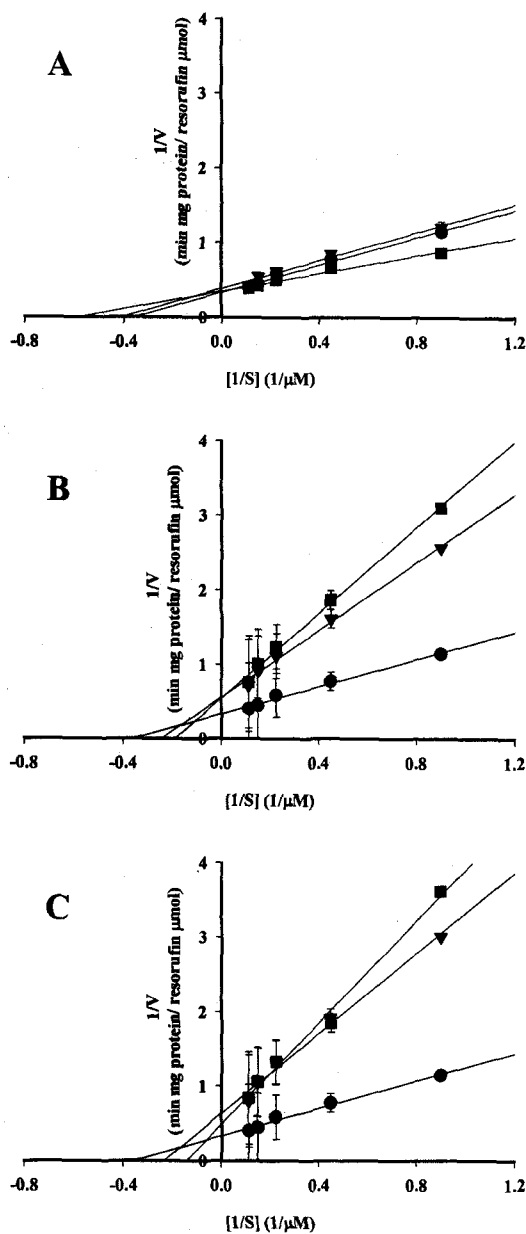 A
1/V
(min mg protein/ resorufin μmol)
4
3
2
1
0
-0.8 -0.4 0.0 0.4 0.8 1.2
[1/S] (1/μM)
B
1/V
(min mg protein/ resorufin μmol)
4
3
2
1
0
-0.8 -0.4 0.0 0.4 0.8 1.2
[1/S] (1/μM)
C
1/V
(min mg protein/ resorufin μmol)
4
3
2
1
0
-0.8 -0.4 0.0 0.4 0.8 1.2
[1/S] (1/μM)